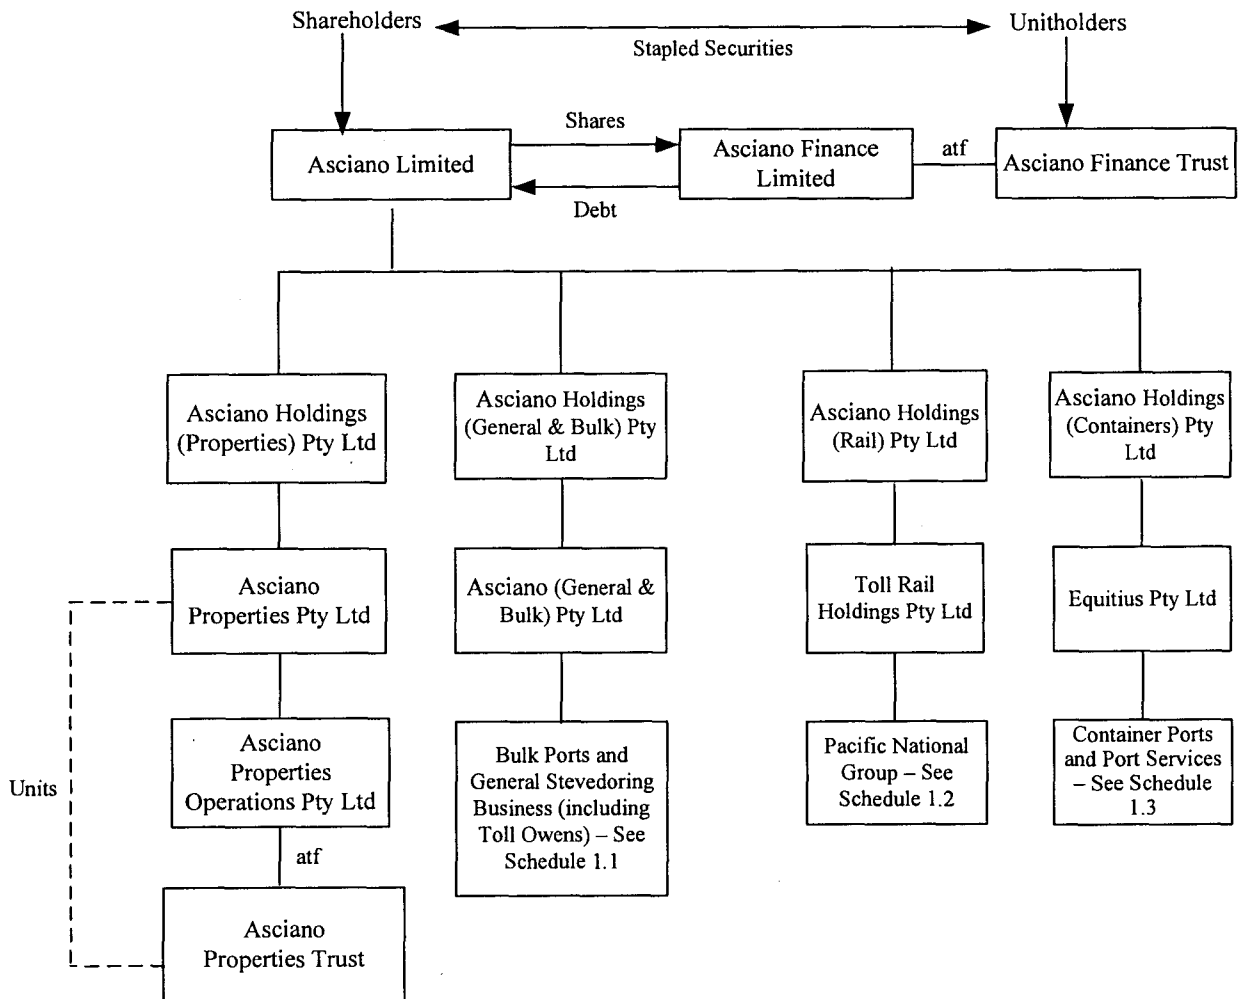 Shareholders
Unitholders
Stapled Securities
Asciano Limited
Shares
Debt
Asciano Finance
Limited
atf
Asciano Finance Trust
Asciano Holdings
(Properties) Pty Ltd
Asciano Holdings
(General & Bulk) Pty
Ltd
Asciano Holdings
(Rail) Pty Ltd
Asciano Holdings
(Containers) Pty
Ltd
Asciano
Properties Pty Ltd
Asciano (General &
Bulk) Pty Ltd
Toll Rail
Holdings Pty Ltd
Equitius Pty Ltd
Units
Asciano
Properties
Operations Pty Ltd
Bulk Ports and
General Stevedoring
Business (including
Toll Owens) – See
Schedule 1.1
Pacific National
Group – See
Schedule 1.2
Container Ports
and Port Services
– See Schedule
1.3
atf
Asciano
Properties Trust